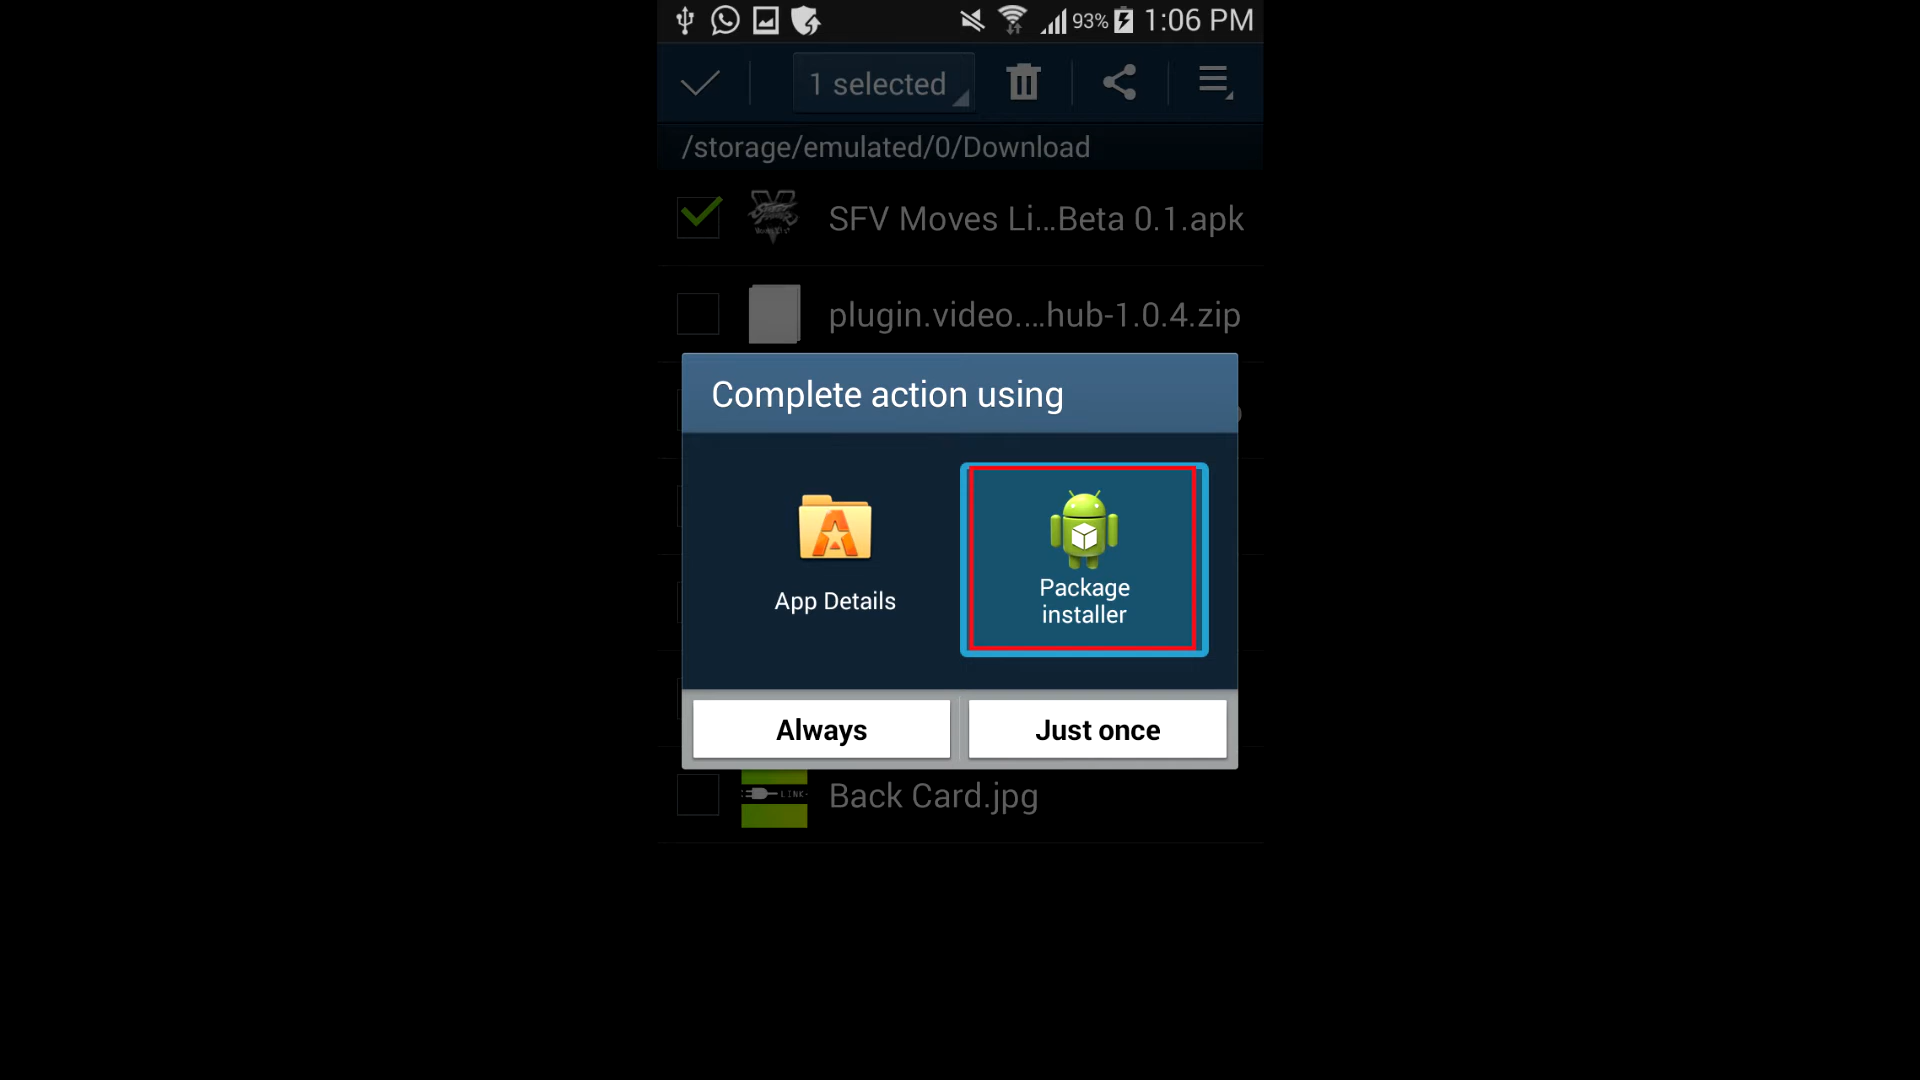 93% 1:06 PM
1 selected
/storage/emulated/0/Download
SFV Moves Li...Beta 0.1.apk
plugin.video....hub-1.0.4.zip
Complete action using
App Details
Package
installer
Always
Just once
LINK-
Back Card.jpg